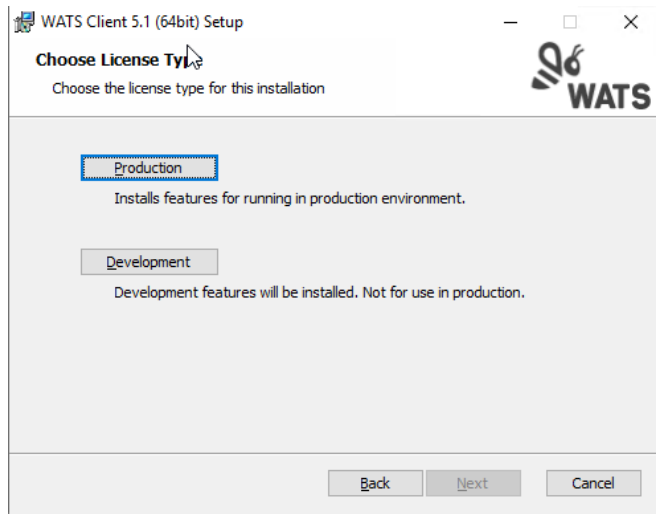 WATS Client 5.1 (64bit) Setup
Choose License Type
Choose the license type for this installation
WATS
Production
Installs features for running in production environment.
Development
Development features will be installed. Not for use in production.
Back
Next
Cancel